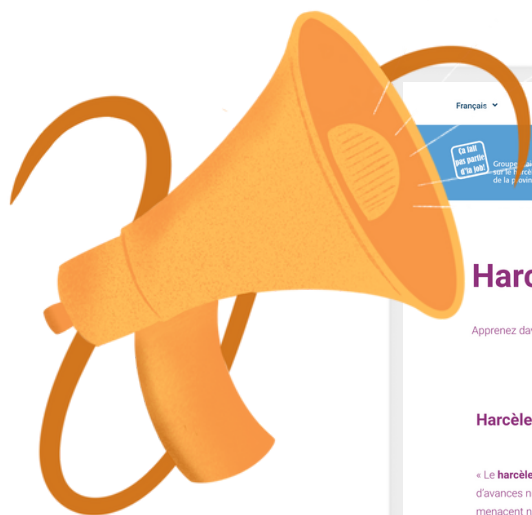 Français
Ça fait
pas partie
d'la job!
Groupe
sur le
de la provin
Harc
Apprenez dav
Harcèle
« Le harcèle
d'avances n
menacent n